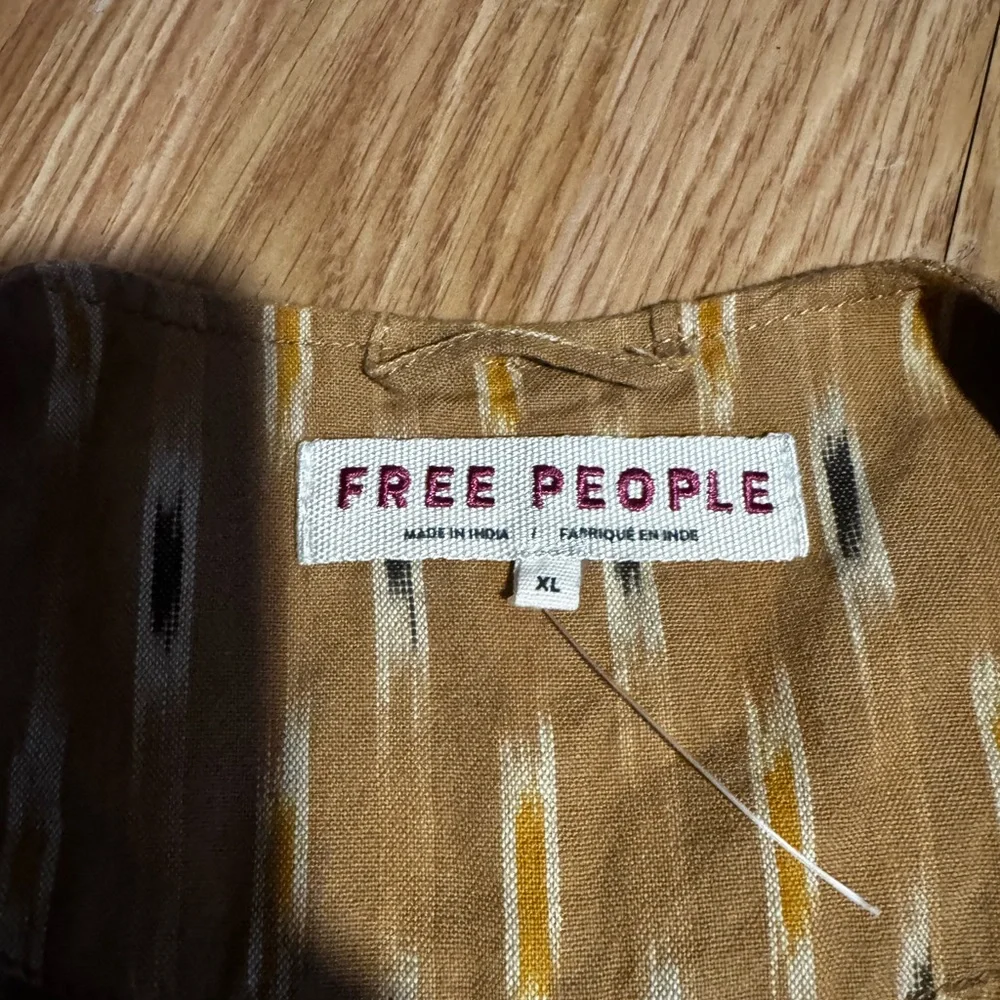 FREE PEOPLE
MADE IN INDIA / FABRIQUÉ EN INDE
XL